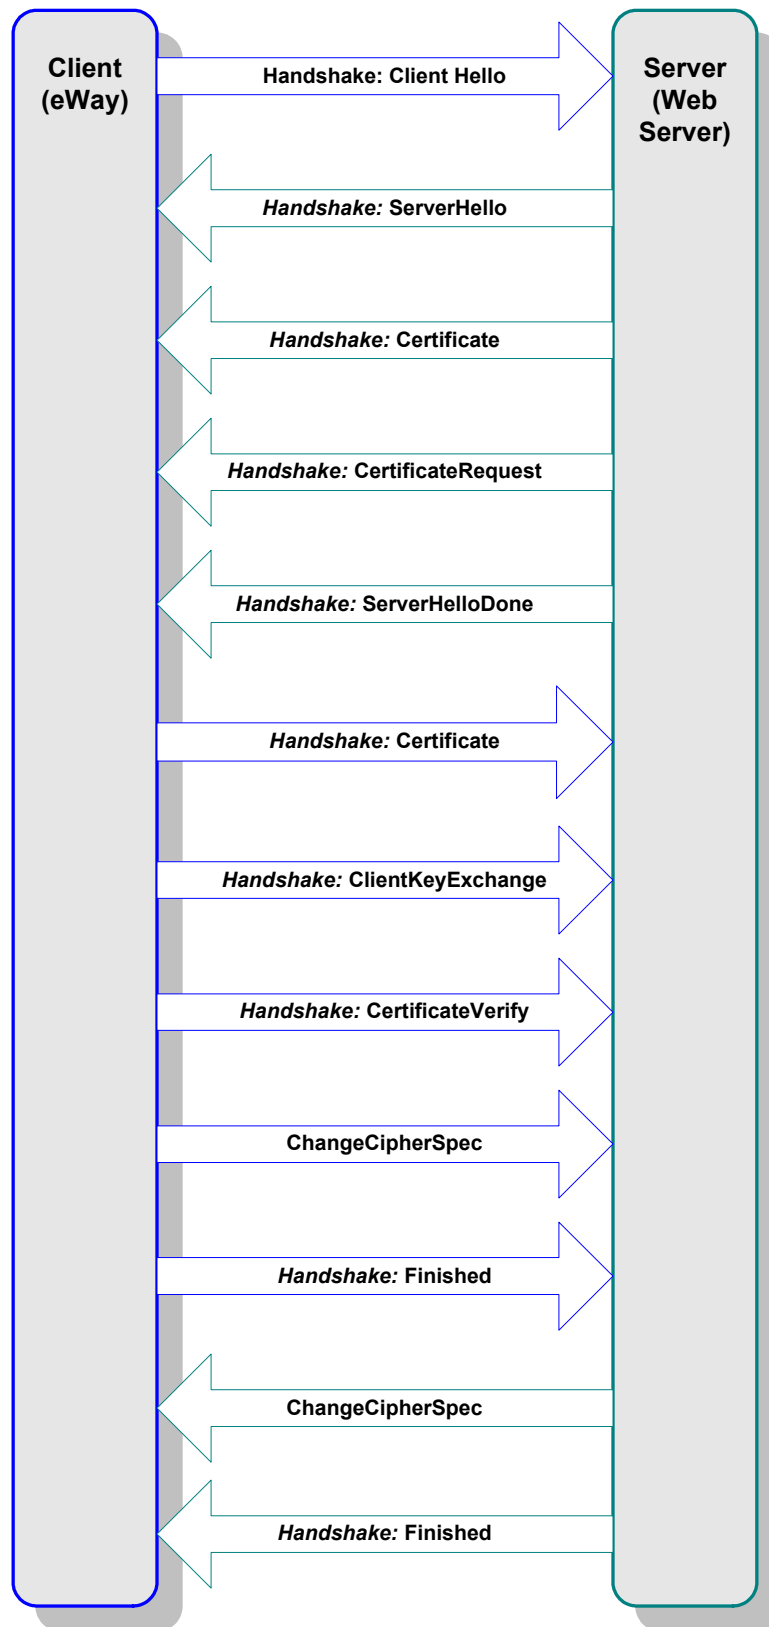 Client
(eWay)
Handshake: Client Hello
Server
(Web
Server)
Handshake: ServerHello
Handshake: Certificate
Handshake: CertificateRequest
Handshake: ServerHelloDone
Handshake: Certificate
Handshake: ClientKeyExchange
Handshake: CertificateVerify
ChangeCipherSpec
Handshake: Finished
ChangeCipherSpec
Handshake: Finished